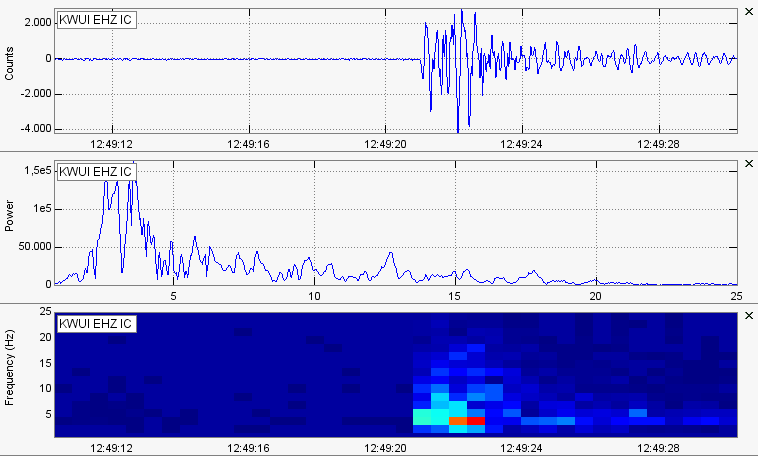 KWUI EHZ IC
Counts
2.000
0
-2.000
-4.000
12:49:12 12:49:16 12:49:20 12:49:24 12:49:28
KWUI EHZ IC
Power
1,5e5
1e5
50.000
0
5 10 15 20 25
KWUI EHZ IC
Frequency (Hz)
25
20
15
10
5
12:49:12 12:49:16 12:49:20 12:49:24 12:49:28